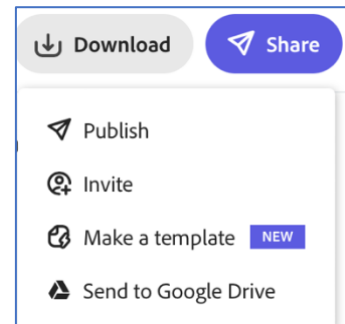 Download Share
Publish
Invite
Make a template NEW
Send to Google Drive